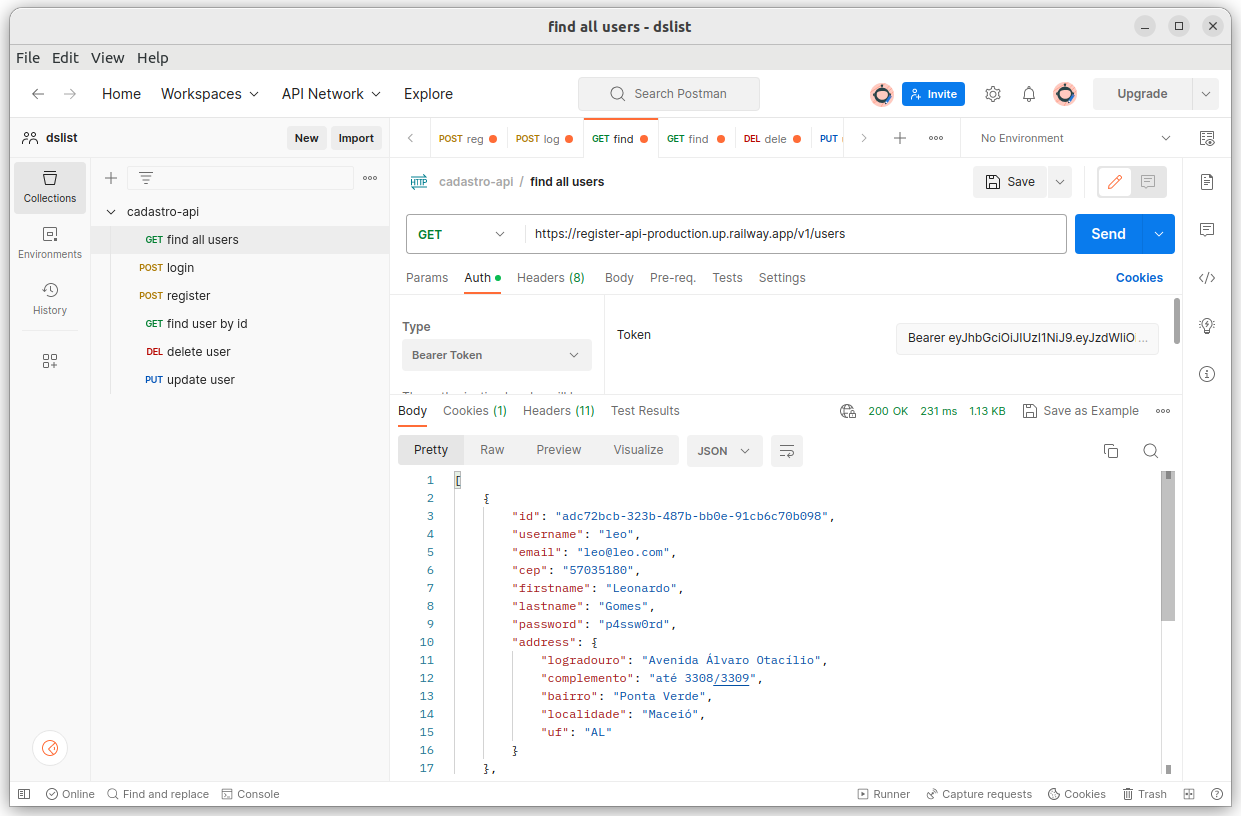 find all users - dslist
File Edit View Help
Home Workspaces API Network Explore Search Postman Invite Upgrade
dslist New Import
POST reg POST log GET find GET find DEL dele PUT No Environment
Collections
Environments
History
cadastro-api
GET find all users
POST login
POST register
GET find user by id
DEL delete user
PUT update user
HTTP cadastro-api / find all users Save
GET https://register-api-production.up.railway.app/v1/users Send
Params Auth Headers (8) Body Pre-req. Tests Settings Cookies
Type
Bearer Token
Token Bearer eyJhbGciOiJIUzI1NiJ9.eyJzdWIiO ...
Body Cookies (1) Headers (11) Test Results 200 OK 231 ms 1.13 KB Save as Example
Pretty Raw Preview Visualize JSON
1 [
2 {
3 "id": "adc72bcb-323b-487b-bb0e-91cb6c70b098",
4 "username": "leo",
5 "email": "leo@leo.com",
6 "cep": "57035180",
7 "firstname": "Leonardo",
8 "lastname": "Gomes",
9 "password": "p4ssw0rd",
10 "address": {
11 "logradouro": "Avenida Álvaro Otacílio",
12 "complemento": "até 3308/3309",
13 "bairro": "Ponta Verde",
14 "localidade": "Maceió",
15 "uf": "AL"
16 }
17 },
Online Find and replace Console Runner Capture requests Cookies Trash